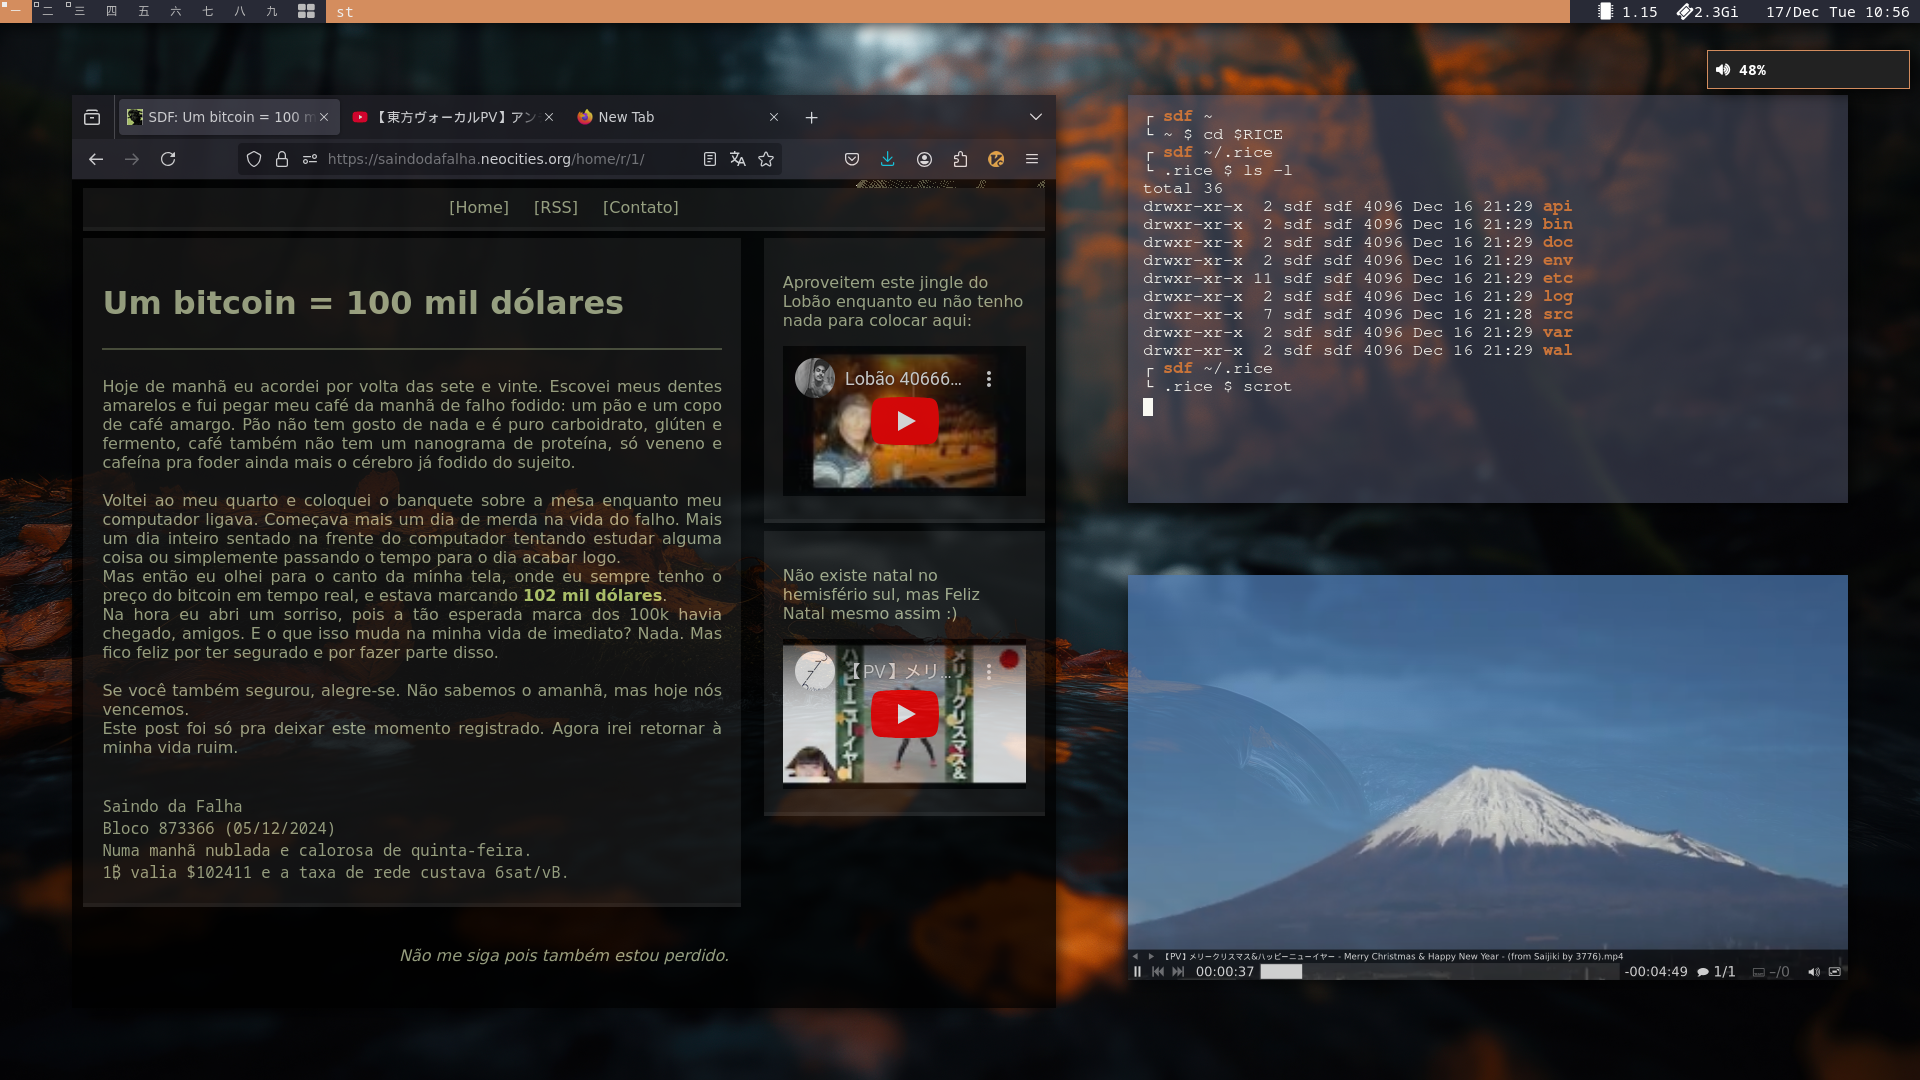 一 二 三 四 五 六 七 八 九 st 1.15 2.3Gi 17/Dec Tue 10:56
48%
SDF: Um bitcoin = 100 m
【東方ヴォーカルPV】アン
New Tab
https://saindodafalha.neocities.org/home/r/1/
[Home] [RSS] [Contato]
Um bitcoin = 100 mil dólares
Hoje de manhã eu acordei por volta das sete e vinte. Escovei meus dentes
amarelos e fui pegar meu café da manhã de falho fodido: um pão e um copo
de café amargo. Pão não tem gosto de nada e é puro carboidrato, glúten e
fermento, café também não tem um nanograma de proteína, só veneno e
cafeína pra foder ainda mais o cérebro já fodido do sujeito.
Voltei ao meu quarto e coloquei o banquete sobre a mesa enquanto meu
computador ligava. Começava mais um dia de merda na vida do falho. Mais
um dia inteiro sentado na frente do computador tentando estudar alguma
coisa ou simplemente passando o tempo para o dia acabar logo.
Mas então eu olhei para o canto da minha tela, onde eu sempre tenho o
preço do bitcoin em tempo real, e estava marcando 102 mil dólares.
Na hora eu abri um sorriso, pois a tão esperada marca dos 100k havia
chegado, amigos. E o que isso muda na minha vida de imediato? Nada. Mas
fico feliz por ter segurado e por fazer parte disso.
Se você também segurou, alegre-se. Não sabemos o amanhã, mas hoje nós
vencemos.
Este post foi só pra deixar este momento registrado. Agora irei retornar à
minha vida ruim.
Saindo da Falha
Bloco 873366 (05/12/2024)
Numa manhã nublada e calorosa de quinta-feira.
1₿ valia $102411 e a taxa de rede custava 6sat/vB.
Não me siga pois também estou perdido.
Aproveitem este jingle do
Lobão enquanto eu não tenho
nada para colocar aqui:
Lobão 40666...
Não existe natal no
hemisfério sul, mas Feliz
Natal mesmo assim :)
【PV】メリ...
ハッピーニューイヤー
メリークリスマス&
┌ sdf ~
└ ~ $ cd $RICE
┌ sdf ~/.rice
└ .rice $ ls -l
total 36
drwxr-xr-x  2 sdf sdf 4096 Dec 16 21:29 api
drwxr-xr-x  2 sdf sdf 4096 Dec 16 21:29 bin
drwxr-xr-x  2 sdf sdf 4096 Dec 16 21:29 doc
drwxr-xr-x  2 sdf sdf 4096 Dec 16 21:29 env
drwxr-xr-x 11 sdf sdf 4096 Dec 16 21:29 etc
drwxr-xr-x  2 sdf sdf 4096 Dec 16 21:29 log
drwxr-xr-x  7 sdf sdf 4096 Dec 16 21:28 src
drwxr-xr-x  2 sdf sdf 4096 Dec 16 21:29 var
drwxr-xr-x  2 sdf sdf 4096 Dec 16 21:29 wal
┌ sdf ~/.rice
└ .rice $ scrot
【PV】メリークリスマス&ハッピーニューイヤー - Merry Christmas & Happy New Year - (from Saijiki by 3776).mp4
00:00:37 -00:04:49 1/1 -/0